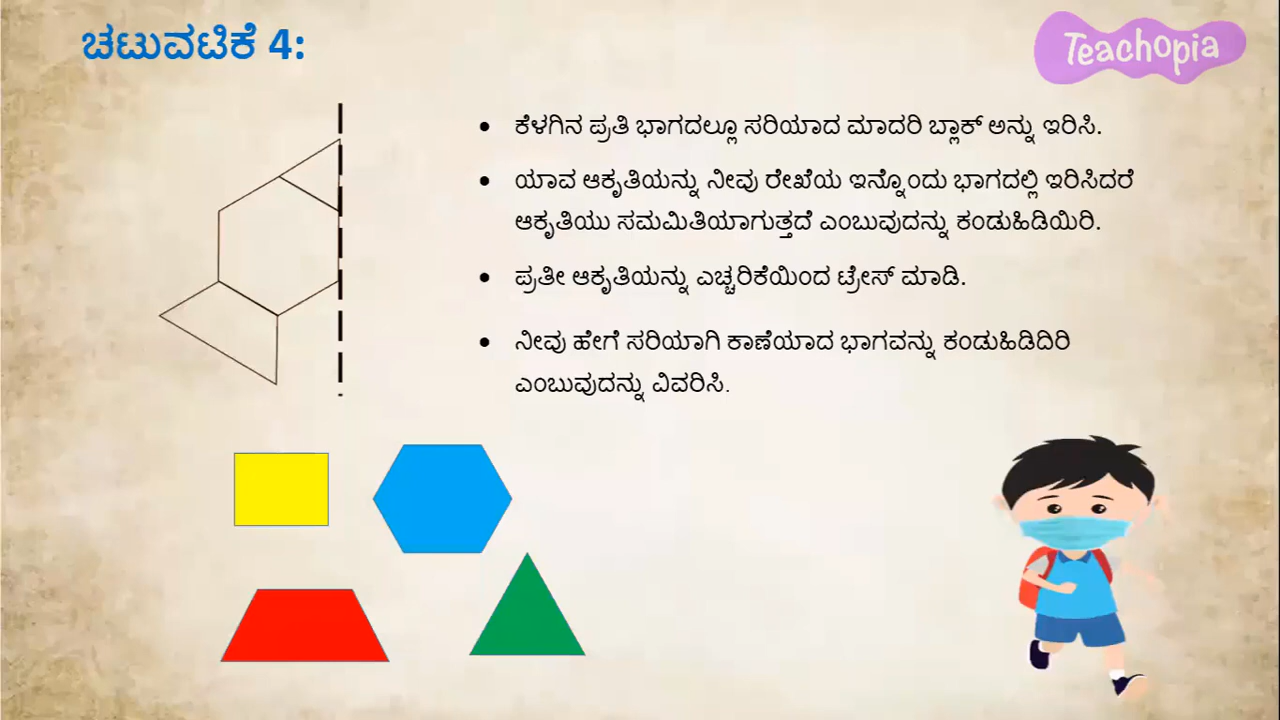 ಚಟುವಟಿಕೆ 4:
Teachopia
• ಕೆಳಗಿನ ಪ್ರತಿ ಭಾಗದಲ್ಲೂ ಸರಿಯಾದ ಮಾದರಿ ಬ್ಲಾಕ್ ಅನ್ನು ಇರಿಸಿ.
• ಯಾವ ಆಕೃತಿಯನ್ನು ನೀವು ರೇಖೆಯ ಇನ್ನೊಂದು ಭಾಗದಲ್ಲಿ ಇರಿಸಿದರೆ
ಆಕೃತಿಯು ಸಮಮಿತಿಯಾಗುತ್ತದೆ ಎಂಬುವುದನ್ನು ಕಂಡುಹಿಡಿಯಿರಿ.
• ಪ್ರತೀ ಆಕೃತಿಯನ್ನು ಎಚ್ಚರಿಕೆಯಿಂದ ಟ್ರೇಸ್ ಮಾಡಿ.
• ನೀವು ಹೇಗೆ ಸರಿಯಾಗಿ ಕಾಣೆಯಾದ ಭಾಗವನ್ನು ಕಂಡುಹಿಡಿದಿರಿ
ಎಂಬುವುದನ್ನು ವಿವರಿಸಿ.